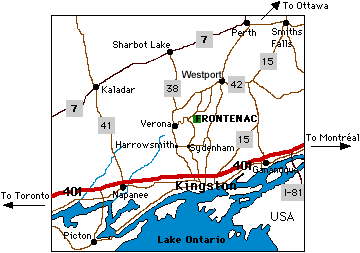 To Ottawa
Perth
Smiths
Falls
7
Sharbot Lake
15
Westport
42
Kaladar
38
7
FRONTENAC
41
Verona
15
To Montréal
Harrowsmith
Sydenham
401
Gananoque
401
Kingston
I-81
Napanee
To Toronto
USA
Picton
Lake Ontario